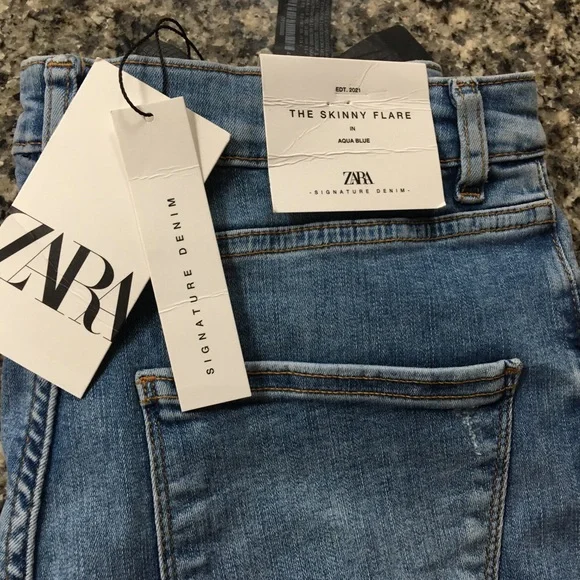 ZARA
SIGNATURE DENIM
EDT. 2021
THE SKINNY FLARE
IN
AQUA BLUE
ZARA
- SIGNATURE DENIM -